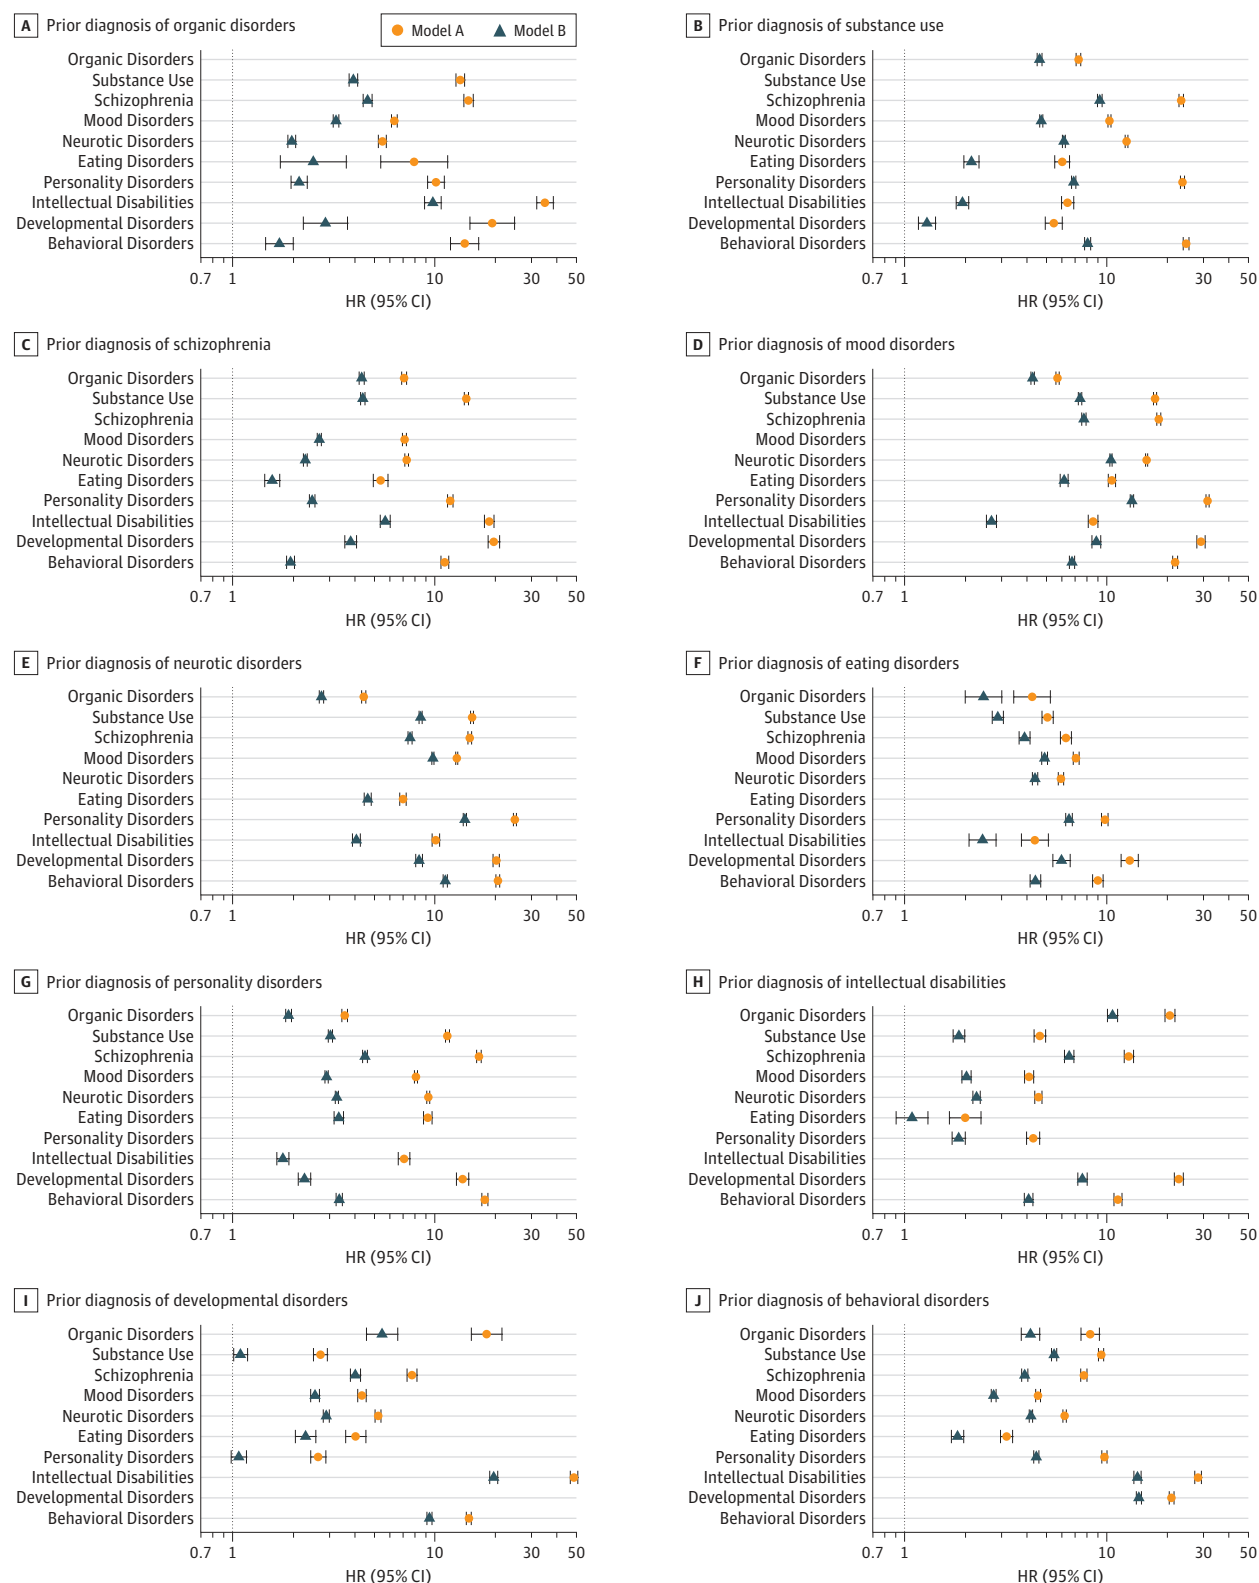 A Prior diagnosis of organic disorders
Model A Model B
Organic Disorders
Substance Use
Schizophrenia
Mood Disorders
Neurotic Disorders
Eating Disorders
Personality Disorders
Intellectual Disabilities
Developmental Disorders
Behavioral Disorders
0.7 1 10 30 50
HR (95% CI)
B Prior diagnosis of substance use
Organic Disorders
Substance Use
Schizophrenia
Mood Disorders
Neurotic Disorders
Eating Disorders
Personality Disorders
Intellectual Disabilities
Developmental Disorders
Behavioral Disorders
0.7 1 10 30 50
HR (95% CI)
C Prior diagnosis of schizophrenia
Organic Disorders
Substance Use
Schizophrenia
Mood Disorders
Neurotic Disorders
Eating Disorders
Personality Disorders
Intellectual Disabilities
Developmental Disorders
Behavioral Disorders
0.7 1 10 30 50
HR (95% CI)
D Prior diagnosis of mood disorders
Organic Disorders
Substance Use
Schizophrenia
Mood Disorders
Neurotic Disorders
Eating Disorders
Personality Disorders
Intellectual Disabilities
Developmental Disorders
Behavioral Disorders
0.7 1 10 30 50
HR (95% CI)
E Prior diagnosis of neurotic disorders
Organic Disorders
Substance Use
Schizophrenia
Mood Disorders
Neurotic Disorders
Eating Disorders
Personality Disorders
Intellectual Disabilities
Developmental Disorders
Behavioral Disorders
0.7 1 10 30 50
HR (95% CI)
F Prior diagnosis of eating disorders
Organic Disorders
Substance Use
Schizophrenia
Mood Disorders
Neurotic Disorders
Eating Disorders
Personality Disorders
Intellectual Disabilities
Developmental Disorders
Behavioral Disorders
0.7 1 10 30 50
HR (95% CI)
G Prior diagnosis of personality disorders
Organic Disorders
Substance Use
Schizophrenia
Mood Disorders
Neurotic Disorders
Eating Disorders
Personality Disorders
Intellectual Disabilities
Developmental Disorders
Behavioral Disorders
0.7 1 10 30 50
HR (95% CI)
H Prior diagnosis of intellectual disabilities
Organic Disorders
Substance Use
Schizophrenia
Mood Disorders
Neurotic Disorders
Eating Disorders
Personality Disorders
Intellectual Disabilities
Developmental Disorders
Behavioral Disorders
0.7 1 10 30 50
HR (95% CI)
I Prior diagnosis of developmental disorders
Organic Disorders
Substance Use
Schizophrenia
Mood Disorders
Neurotic Disorders
Eating Disorders
Personality Disorders
Intellectual Disabilities
Developmental Disorders
Behavioral Disorders
0.7 1 10 30 50
HR (95% CI)
J Prior diagnosis of behavioral disorders
Organic Disorders
Substance Use
Schizophrenia
Mood Disorders
Neurotic Disorders
Eating Disorders
Personality Disorders
Intellectual Disabilities
Developmental Disorders
Behavioral Disorders
0.7 1 10 30 50
HR (95% CI)